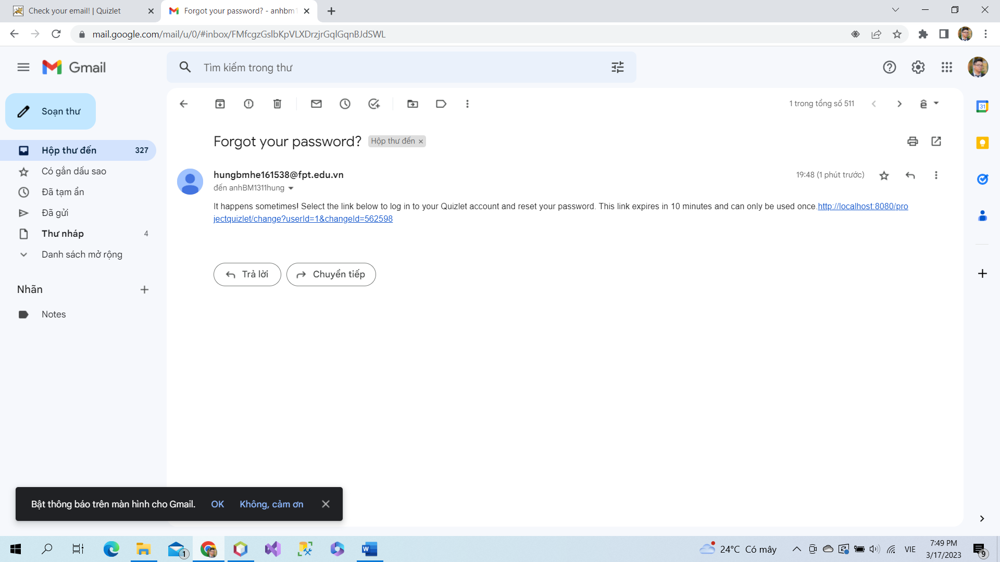 Check your email! | Quizlet
Forgot your password? - anhbm1
mail.google.com/mail/u/0/#inbox/FMfcgzGslbKpVLXDrzjrGqlGqnBJdSWL
Gmail
Tìm kiếm trong thư
Soạn thư
1 trong tổng số 511
Hộp thư đến 327
Có gắn dấu sao
Đã tạm ẩn
Đã gửi
Thư nháp 4
Danh sách mở rộng
Nhãn
Notes
Forgot your password? Hộp thư đến
hungbmhe161538@fpt.edu.vn 19:48 (1 phút trước)
đến anhBM1311hung
It happens sometimes! Select the link below to log in to your Quizlet account and reset your password. This link expires in 10 minutes and can only be used once.http://localhost:8080/pro
jectquizlet/change?userId=1&changeId=562598
Trả lời Chuyển tiếp
31
ê
Bật thông báo trên màn hình cho Gmail. OK Không, cảm ơn
1
W
24°C Có mây
VIE
7:49 PM
3/17/2023
9